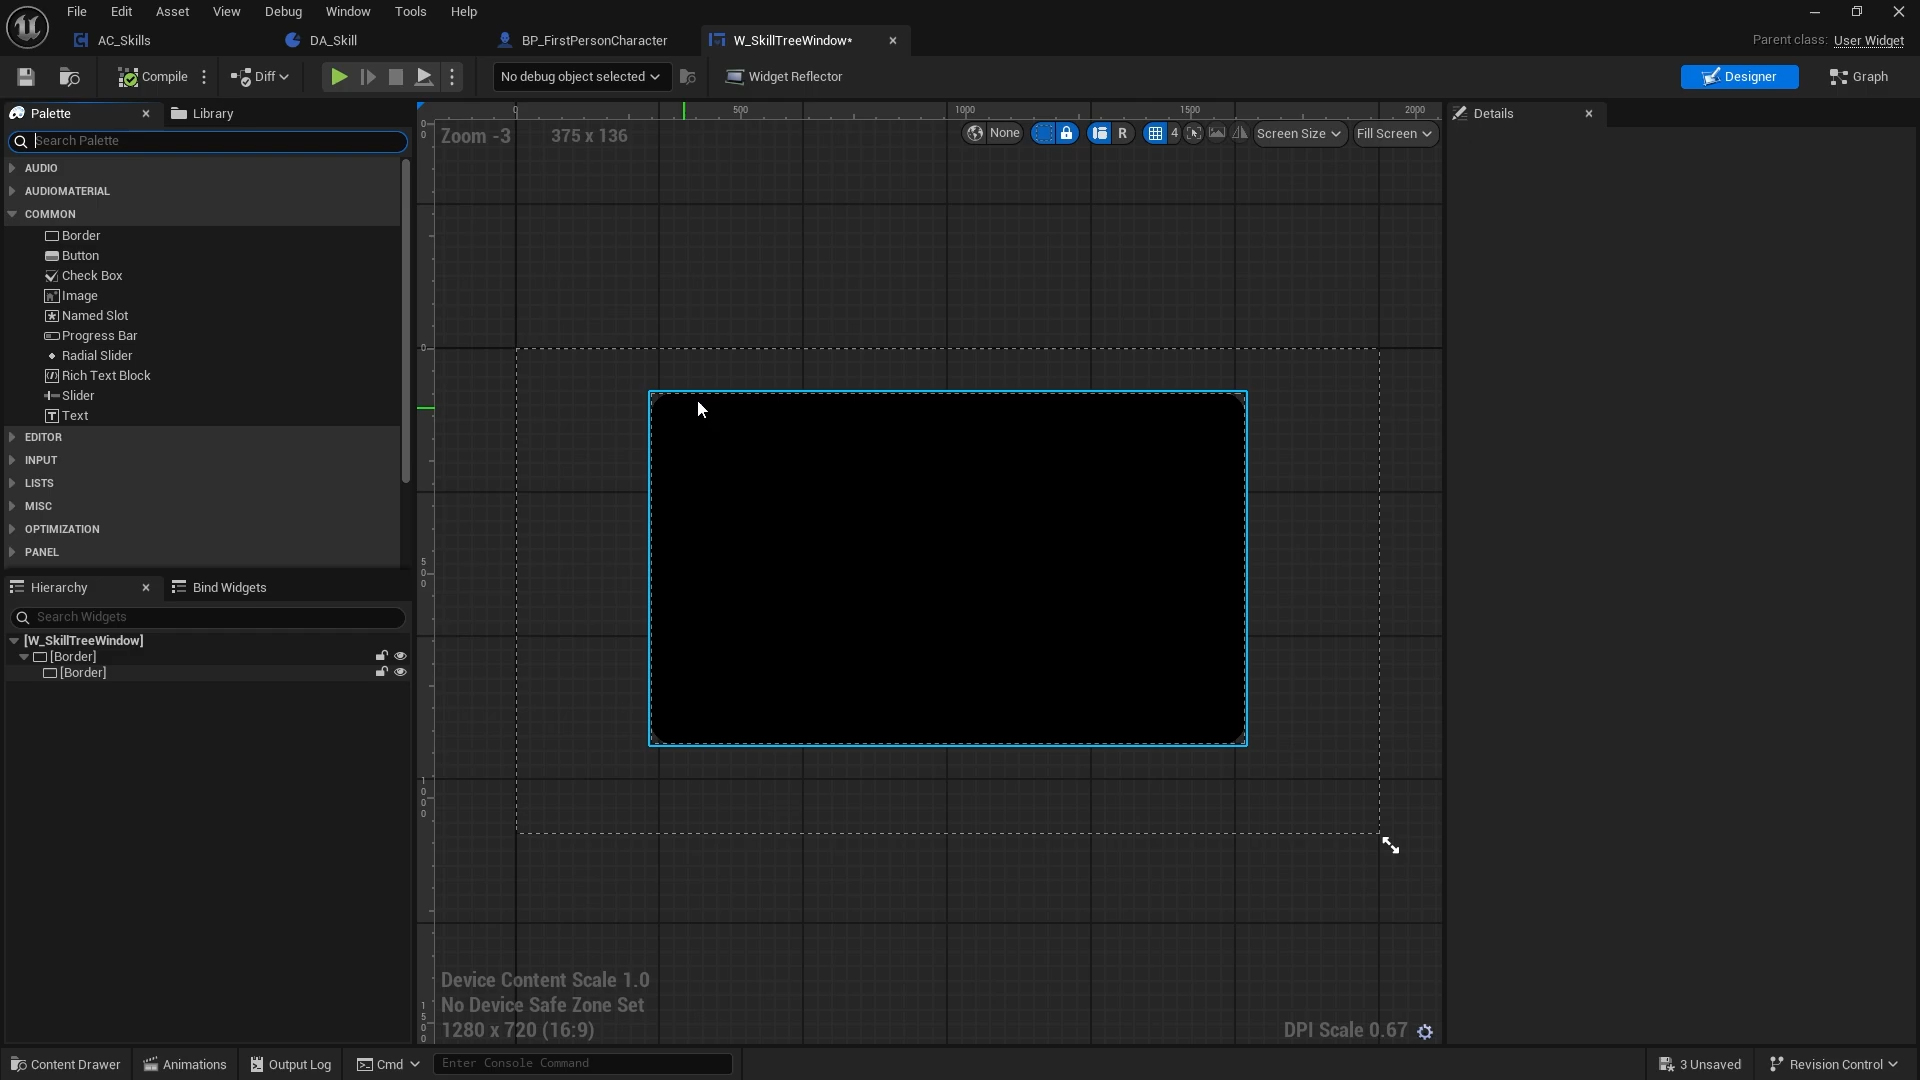 File Edit Asset View Debug Window Tools Help
AC_Skills DA_Skill BP_FirstPersonCharacter W_SkillTreeWindow*
Parent class: User Widget
Compile Diff No debug object selected Widget Reflector Designer Graph
Palette Library
Search Palette
AUDIO
AUDIOMATERIAL
COMMON
Border
Button
Check Box
Image
Named Slot
Progress Bar
Radial Slider
Rich Text Block
Slider
Text
EDITOR
INPUT
LISTS
MISC
OPTIMIZATION
PANEL
Hierarchy Bind Widgets
Search Widgets
[W_SkillTreeWindow]
[Border]
[Border]
0 500 1000 1500 2000
Zoom -3 375 x 136
None R 4 Screen Size Fill Screen
0
0
500
1000
1500
Device Content Scale 1.0
No Device Safe Zone Set
1280 x 720 (16:9)
DPI Scale 0.67
Details
Content Drawer Animations Output Log Cmd Enter Console Command 3 Unsaved Revision Control